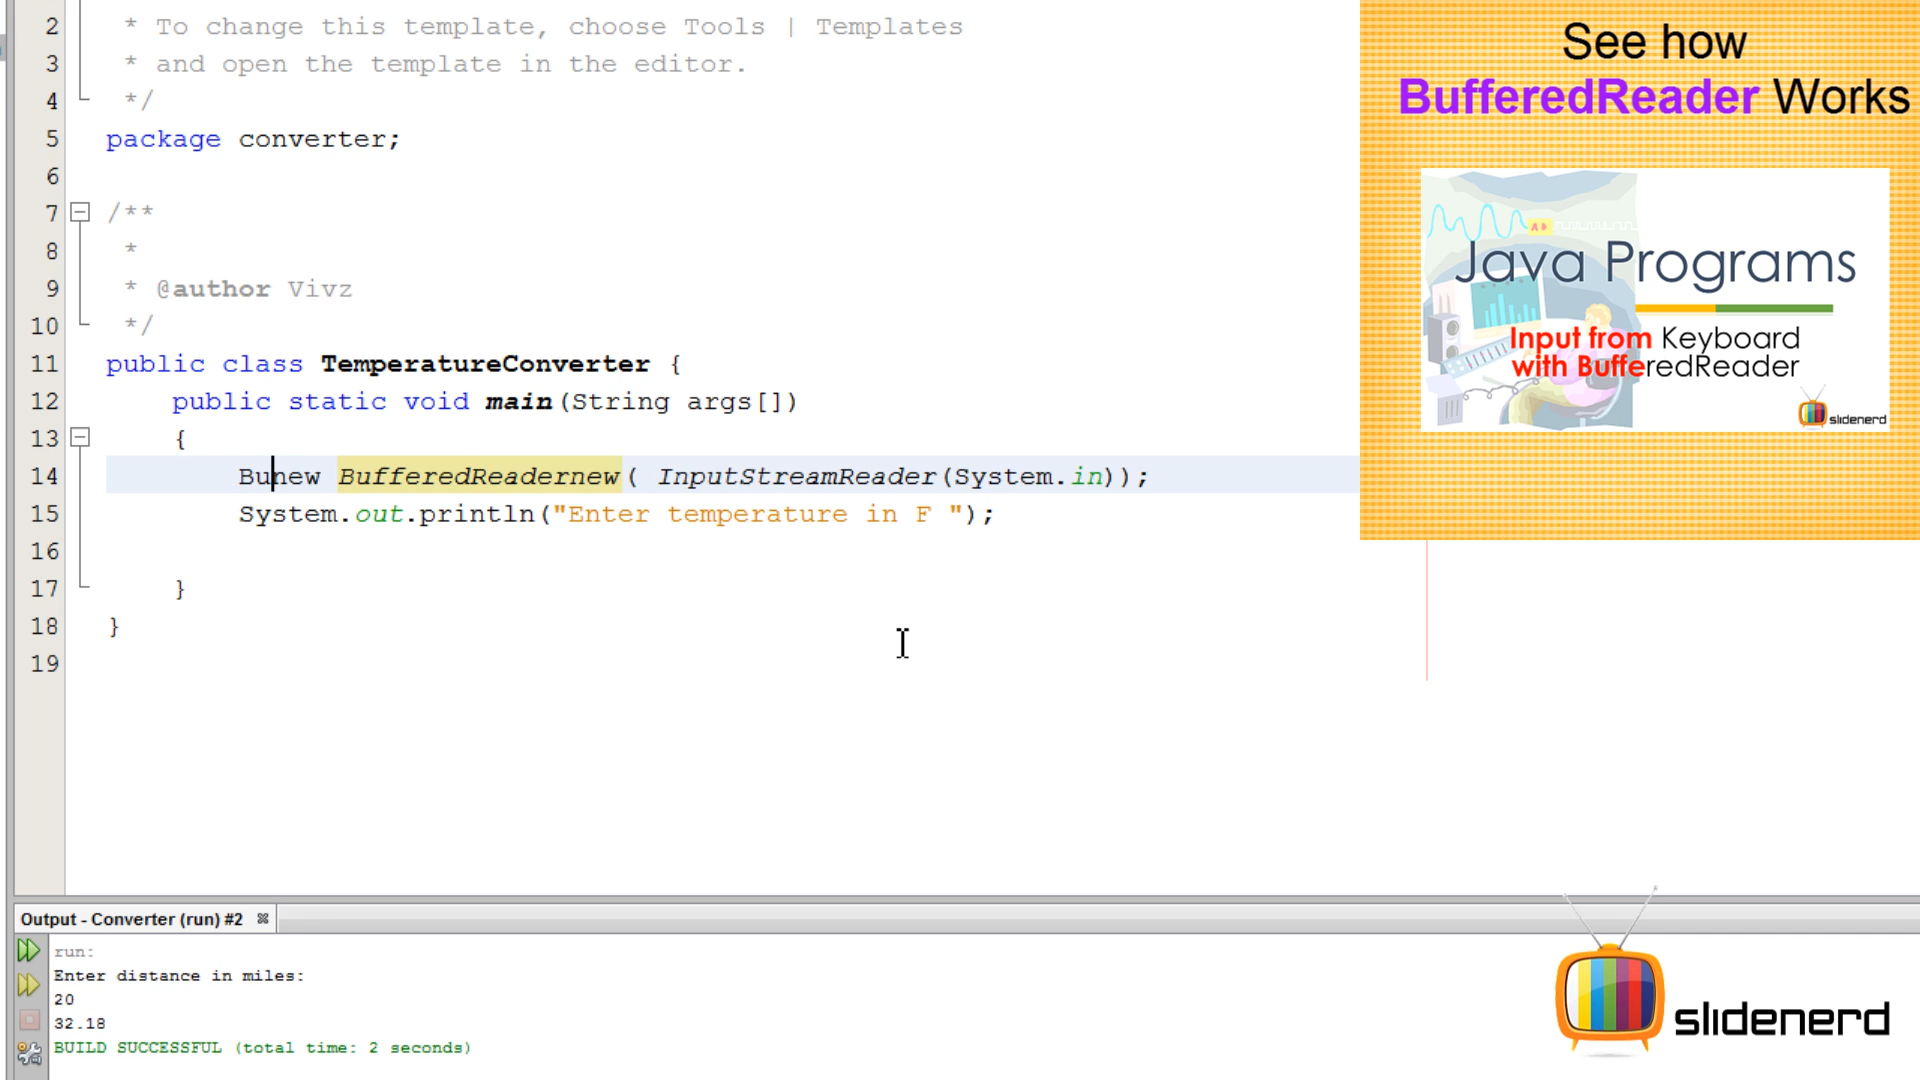 2 * To change this template, choose Tools | Templates
3 * and open the template in the editor.
4 */
5 package converter;
6
7 /**
8 *
9 * @author Vivz
10 */
11 public class TemperatureConverter {
12 public static void main(String args[])
13 {
14 Bunew BufferedReadernew( InputStreamReader(System.in));
15 System.out.println("Enter temperature in F ");
16
17 }
18 }
19
See how
BufferedReader Works
Java Programs
Input from Keyboard
with BufferedReader
slidenerd
Output - Converter (run) #2
run:
Enter distance in miles:
20
32.18
BUILD SUCCESSFUL (total time: 2 seconds)
slidenerd